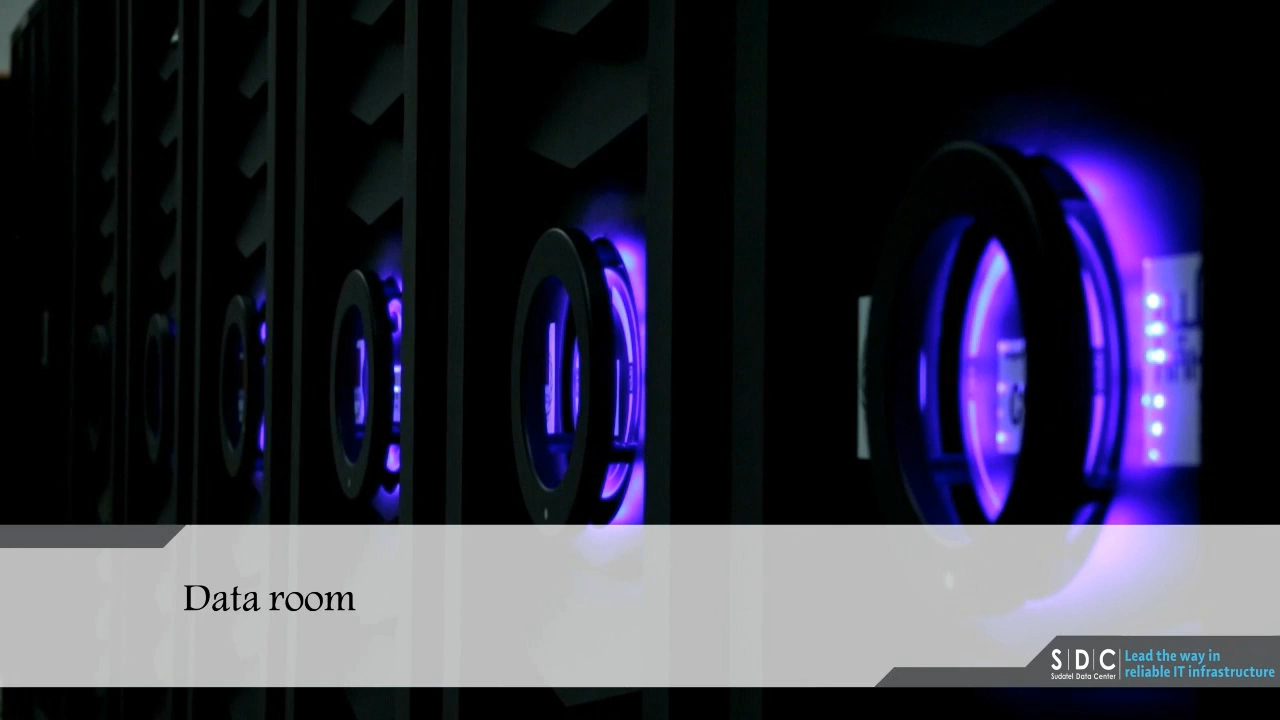 Data room
S|D|C
Sudatel Data Center
Lead the way in
reliable IT infrastructure